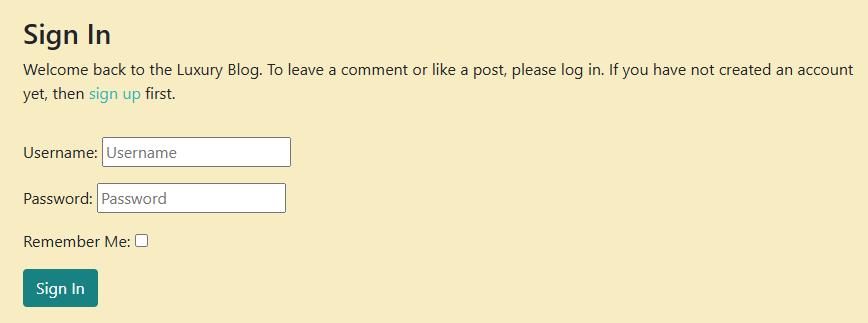 Sign In
Welcome back to the Luxury Blog. To leave a comment or like a post, please log in. If you have not created an account
yet, then sign up first.
Username: Username
Password: Password
Remember Me:
Sign In